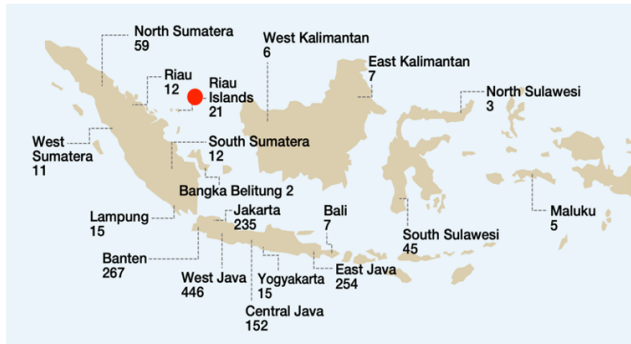 North Sumatera
59
West Kalimantan
6
East Kalimantan
7
Riau
12
Riau
Islands
21
North Sulawesi
3
West
Sumatera
11
South Sumatera
12
Bangka Belitung 2
Lampung
15
Jakarta
235
Bali
7
Maluku
5
South Sulawesi
45
Banten
267
West Java
446
Yogyakarta
15
East Java
254
Central Java
152